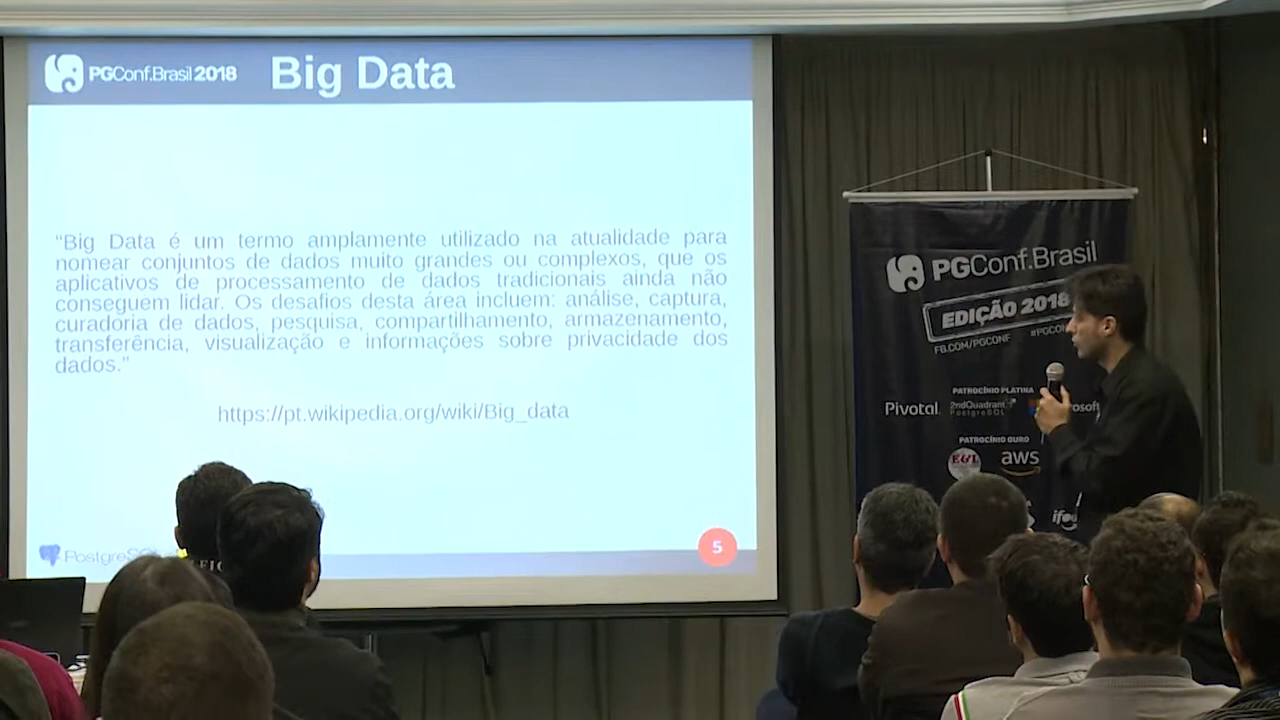 PGConf.Brasil 2018
Big Data
“Big Data é um termo amplamente utilizado na atualidade para
nomear conjuntos de dados muito grandes ou complexos, que os
aplicativos de processamento de dados tradicionais ainda não
conseguem lidar. Os desafios desta área incluem: análise, captura,
curadoria de dados, pesquisa, compartilhamento, armazenamento,
transferência, visualização e informações sobre privacidade dos
dados.”
https://pt.wikipedia.org/wiki/Big_data
5
PGConf.Brasil
EDIÇÃO 2018
FB.COM/PGCONF
PATROCÍNIO PLATINA
Pivotal.
2ndQuadrant
PostgreSQL
PATROCÍNIO OURO
E&L
aws